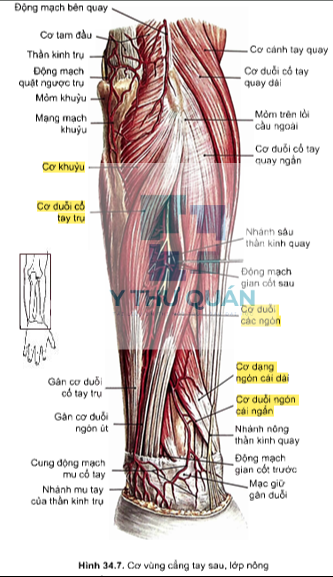 Động mạch bên quay
Cơ tam đầu
Thần kinh trụ
Động mạch
quặt ngược trụ
Mỏm khuỷu
Mạng mạch
khuỷu
Cơ khuỷu
Cơ duỗi cổ
tay trụ
Gân cơ duỗi
cổ tay trụ
Gân cơ duỗi
ngón út
Cung động mạch
mu cổ tay
Nhánh mu tay
của thần kinh trụ
Cơ cánh tay quay
Cơ duỗi cổ tay
quay dài
Mỏm trên lồi
cầu ngoài
Cơ duỗi cổ tay
quay ngắn
Nhánh sâu
thần kinh quay
Động mạch
gian cốt sau
Y THƯ QUÁN
Cơ duỗi
các ngón
Cơ dạng
ngón cái dài
Cơ duỗi ngón
cái ngắn
Nhánh nông
thần kinh quay
Động mạch
gian cốt trước
Mạc giữ
gân duỗi
Hình 34.7. Cơ vùng cẳng tay sau, lớp nông